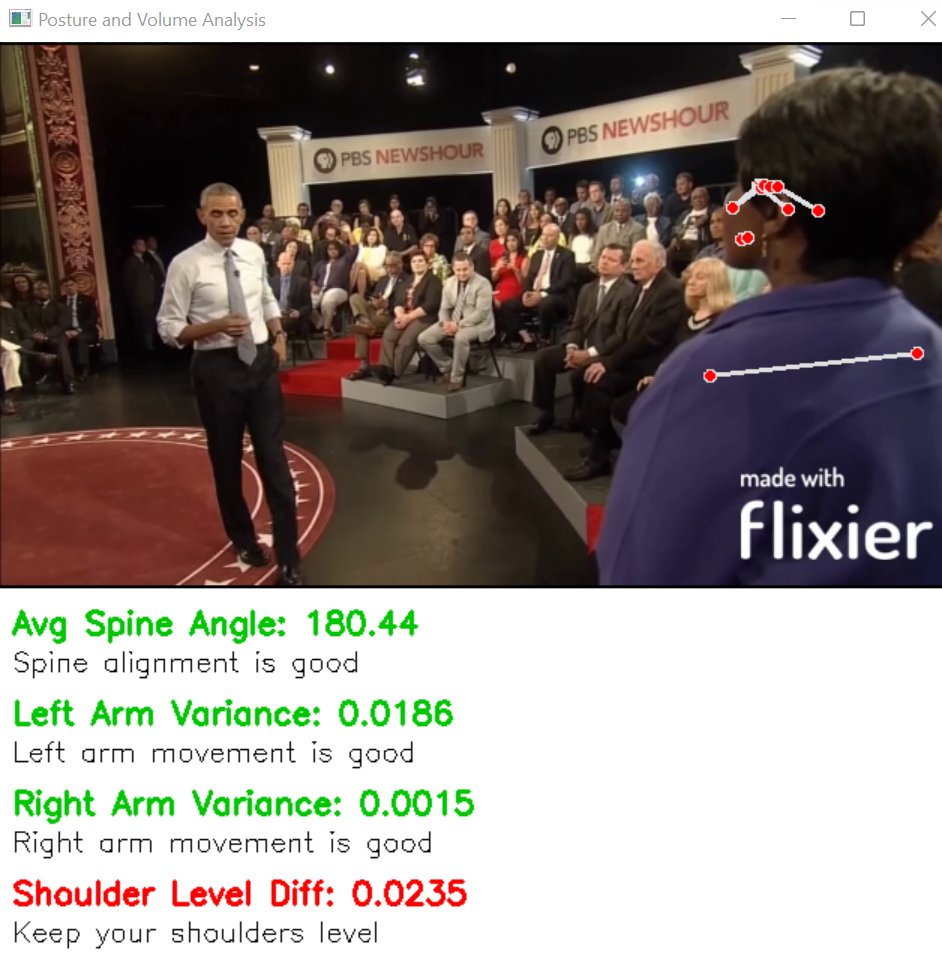 Posture and Volume Analysis
PBS NEWSHOUR
PBS NEWSHOUR
made with
flixier
Avg Spine Angle: 180.44
Spine alignment is good
Left Arm Variance: 0.0186
Left arm movement is good
Right Arm Variance: 0.0015
Right arm movement is good
Shoulder Level Diff: 0.0235
Keep your shoulders level